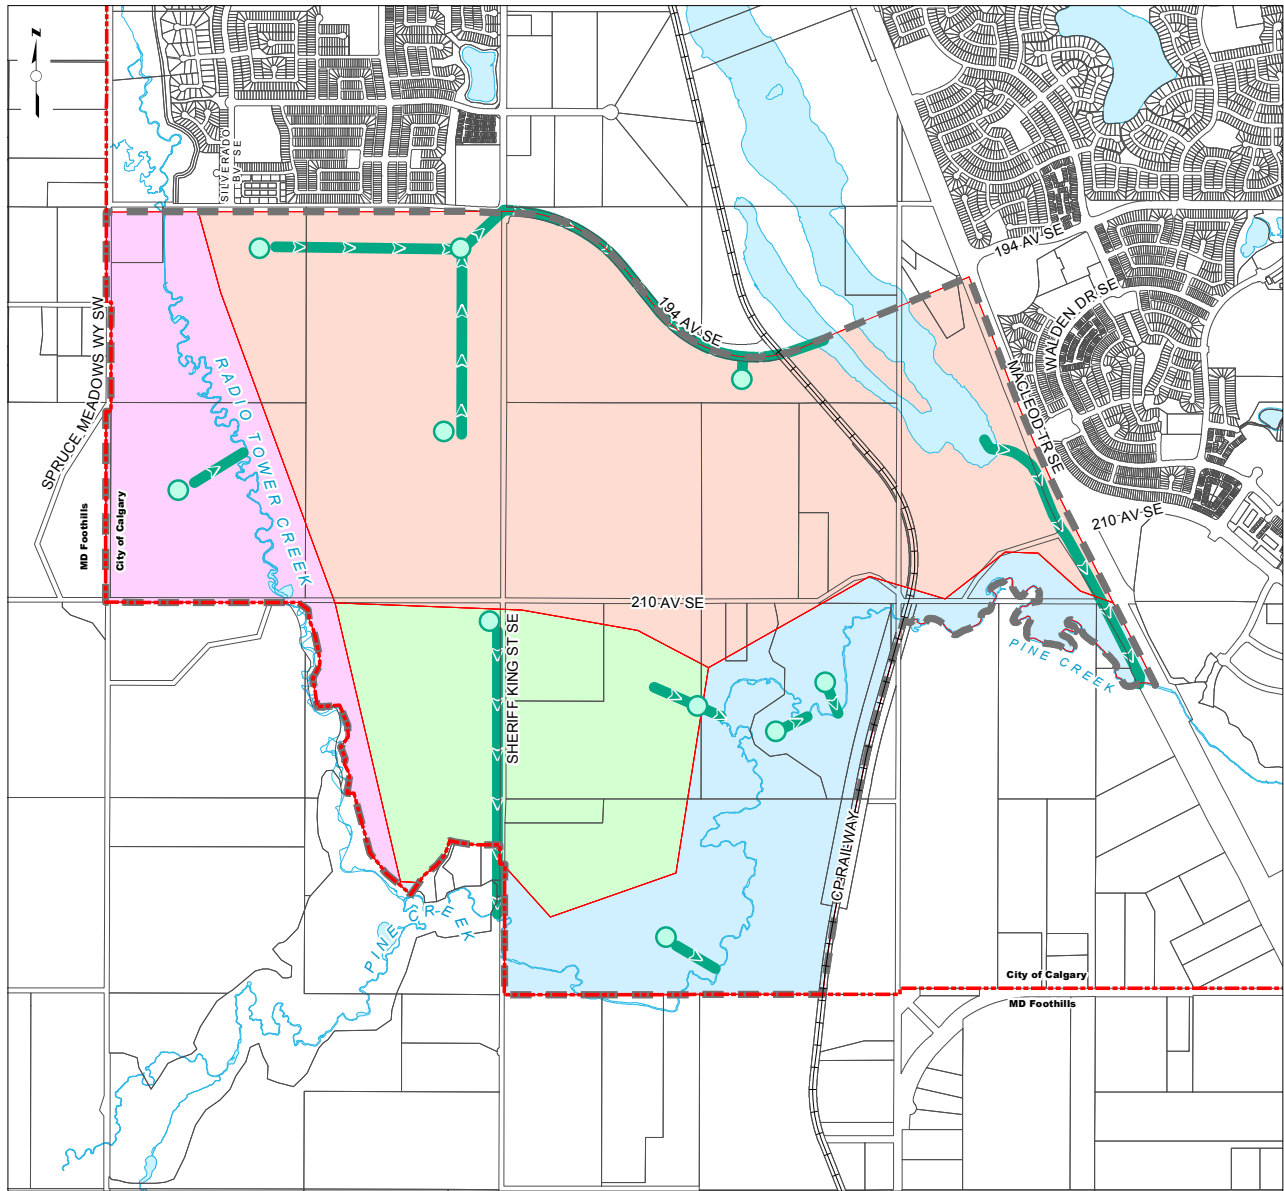 N
SILVERADO
C BV SE
194 AV SE
WALDEN DR SE
194 AV SE
MACLEOD TR SE
SPRUCE MEADOWS WY SW
RADIO TOWER CREEK
MD Foothills
City of Calgary
210 AV SE
210 AV SE
SHERIFF KING ST SE
PINE CREEK
CP RAILWAY
PINE CREEK
City of Calgary
MD Foothills